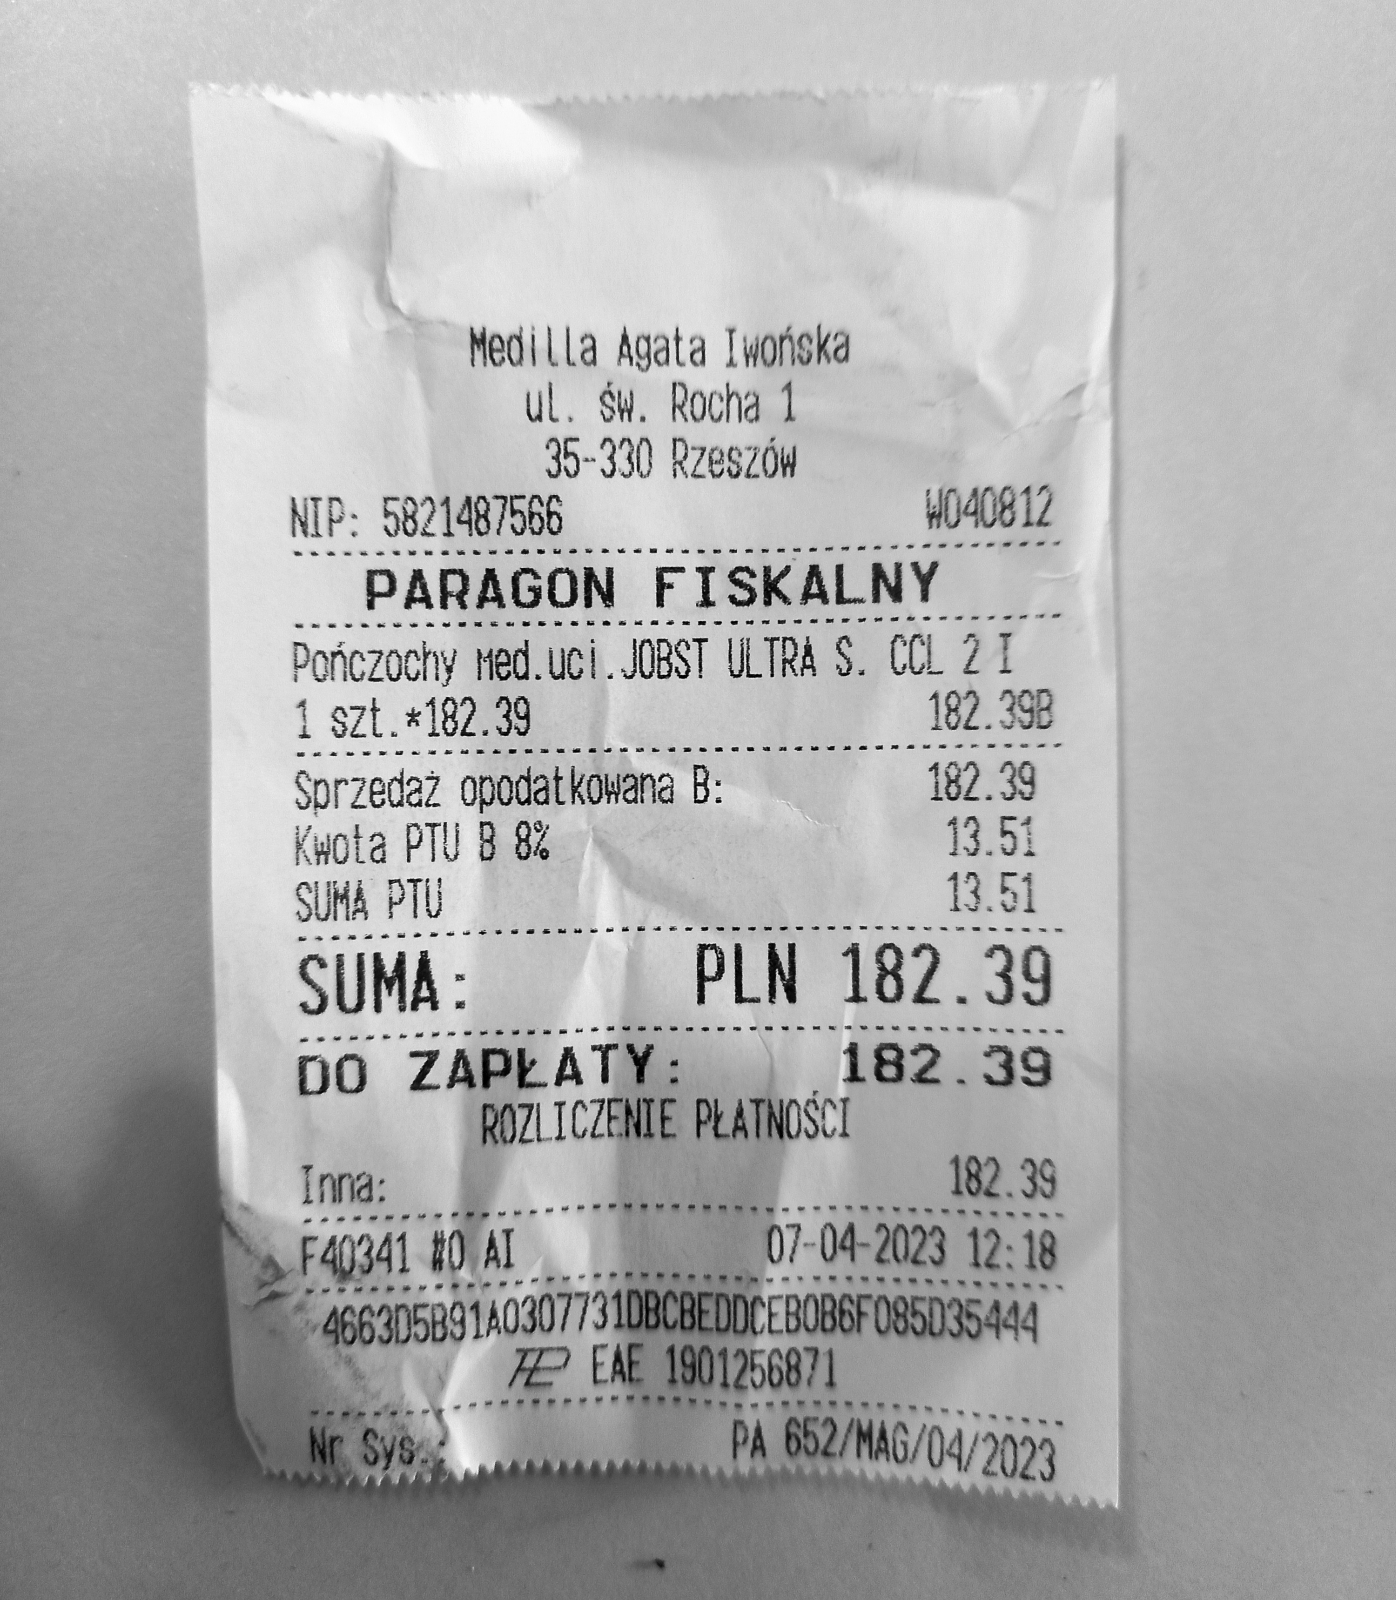 Medilla Agata Iwońska
ul. św. Rocha 1
35-330 Rzeszów
NIP: 5821487566 W040812
PARAGON FISKALNY
Pończochy med.uci.JOBST ULTRA S. CCL 2 I
1 szt.*182.39 182.39B
Sprzedaż opodatkowana B: 182.39
Kwota PTU B 8% 13.51
SUMA PTU 13.51
SUMA: PLN 182.39
DO ZAPŁATY: 182.39
ROZLICZENIE PŁATNOŚCI
Inna: 182.39
F40341 #0 AI 07-04-2023 12:18
4663D5B91A0307731DBCBEDDCEB0B6F085D35444
EAE 1901256871
Nr Sys.: PA 652/MAG/04/2023